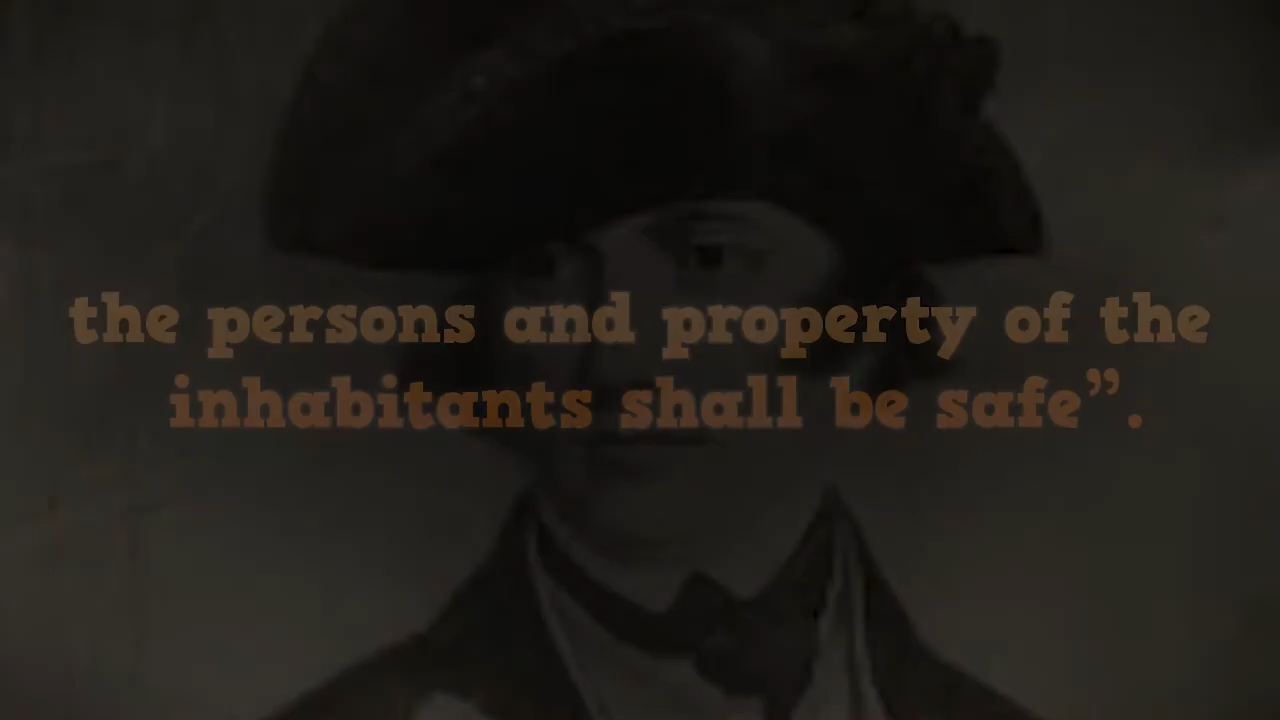 the persons and property of the
inhabitants shall be safe”.